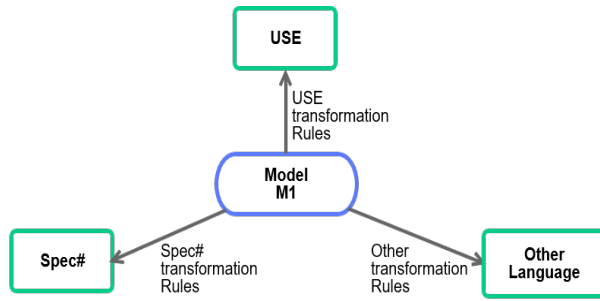 USE
USE
transformation
Rules
Model
M1
Spec#
Spec#
transformation
Rules
Other
transformation
Rules
Other
Language